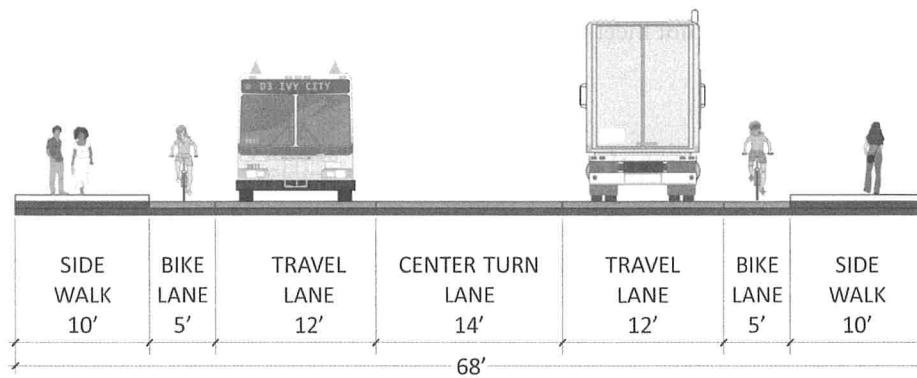 D3 IVY CITY
SIDE
WALK
10'
BIKE
LANE
5'
TRAVEL
LANE
12'
CENTER TURN
LANE
14'
TRAVEL
LANE
12'
BIKE
LANE
5'
SIDE
WALK
10'
68'